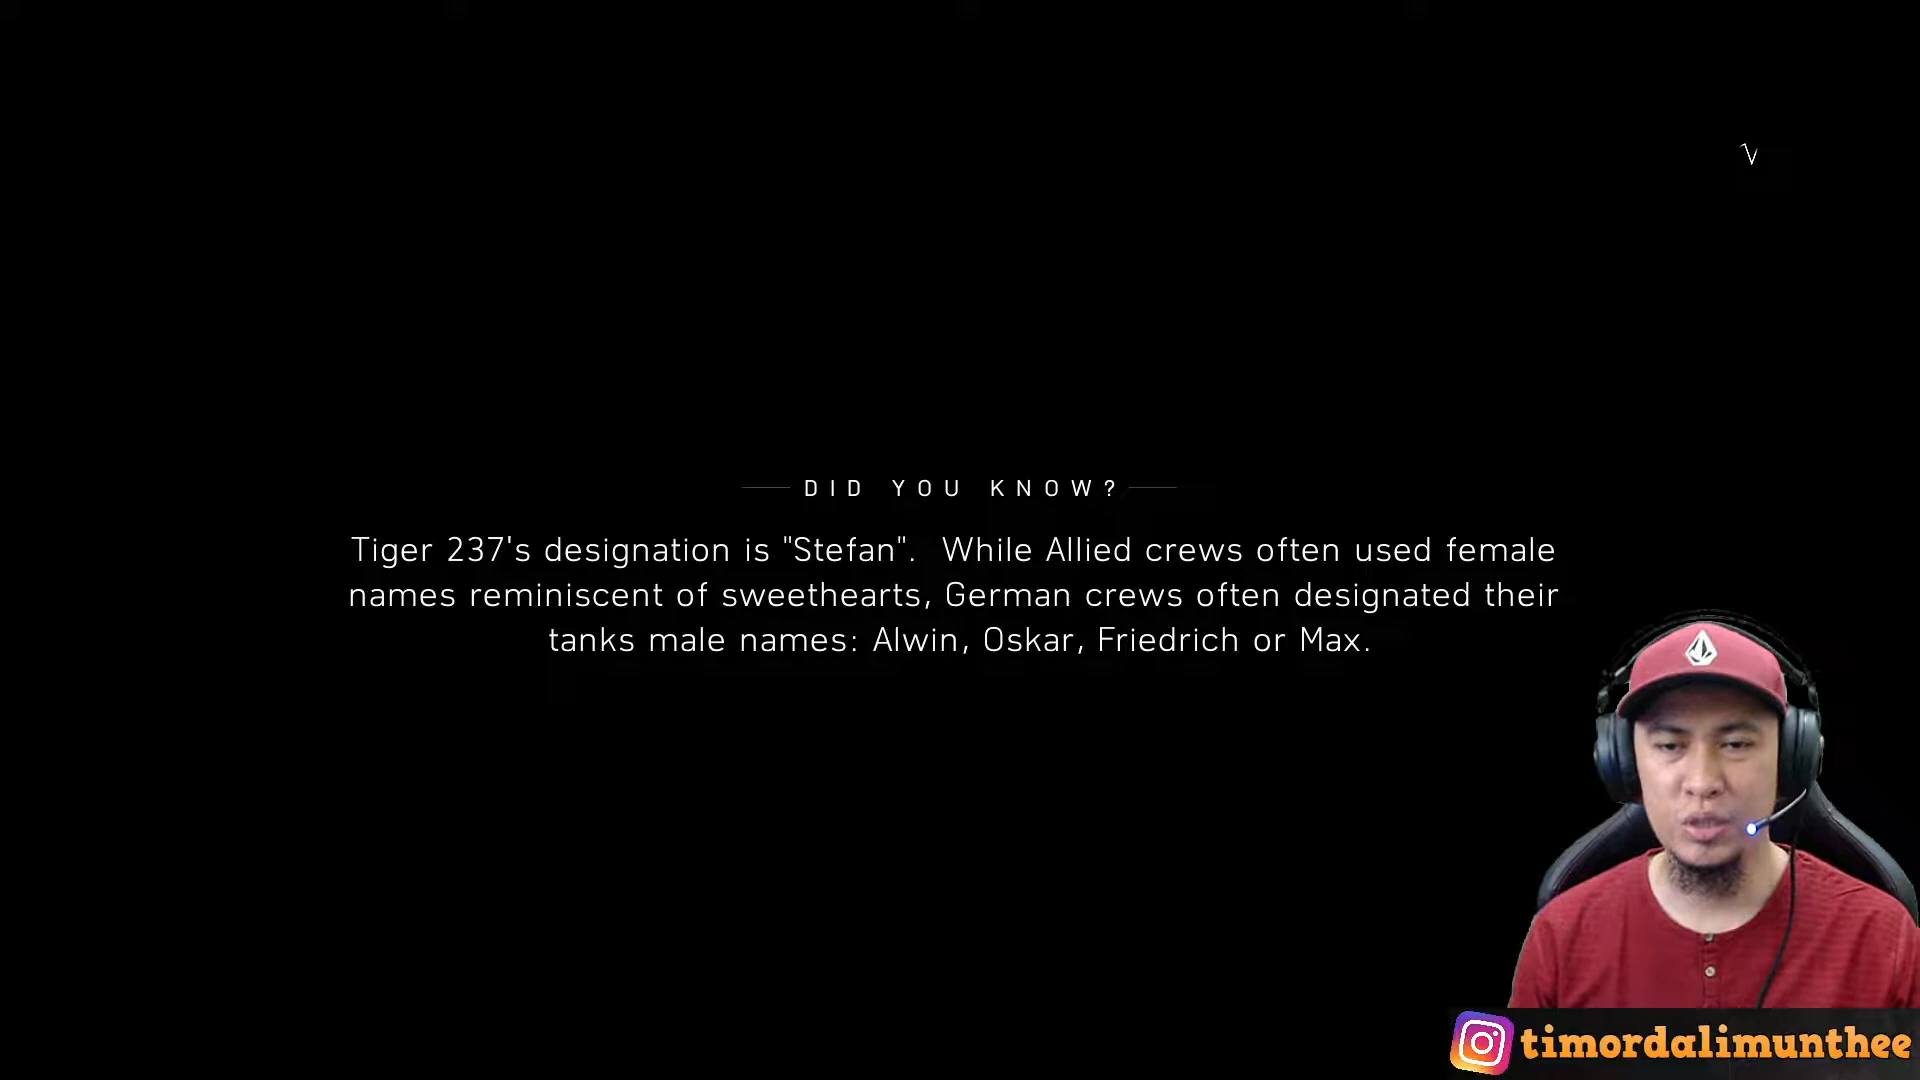 DID YOU KNOW?
Tiger 237's designation is "Stefan".  While Allied crews often used female
names reminiscent of sweethearts, German crews often designated their
tanks male names: Alwin, Oskar, Friedrich or Max.
timordalimunthee